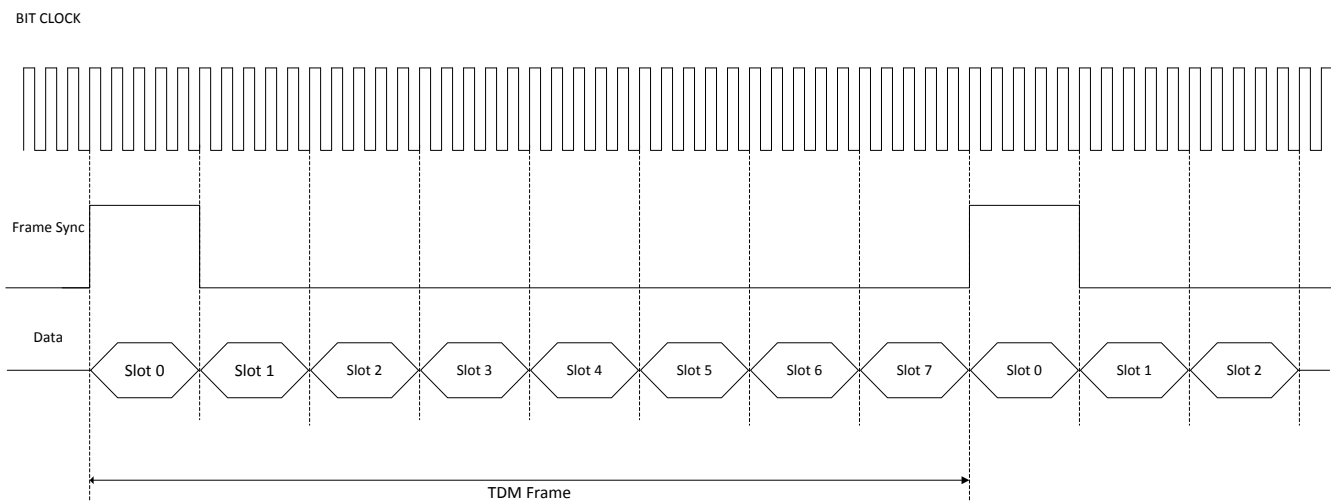 BIT CLOCK
Frame Sync
Data
Slot 0 Slot 1 Slot 2 Slot 3 Slot 4 Slot 5 Slot 6 Slot 7 Slot 0 Slot 1 Slot 2
TDM Frame